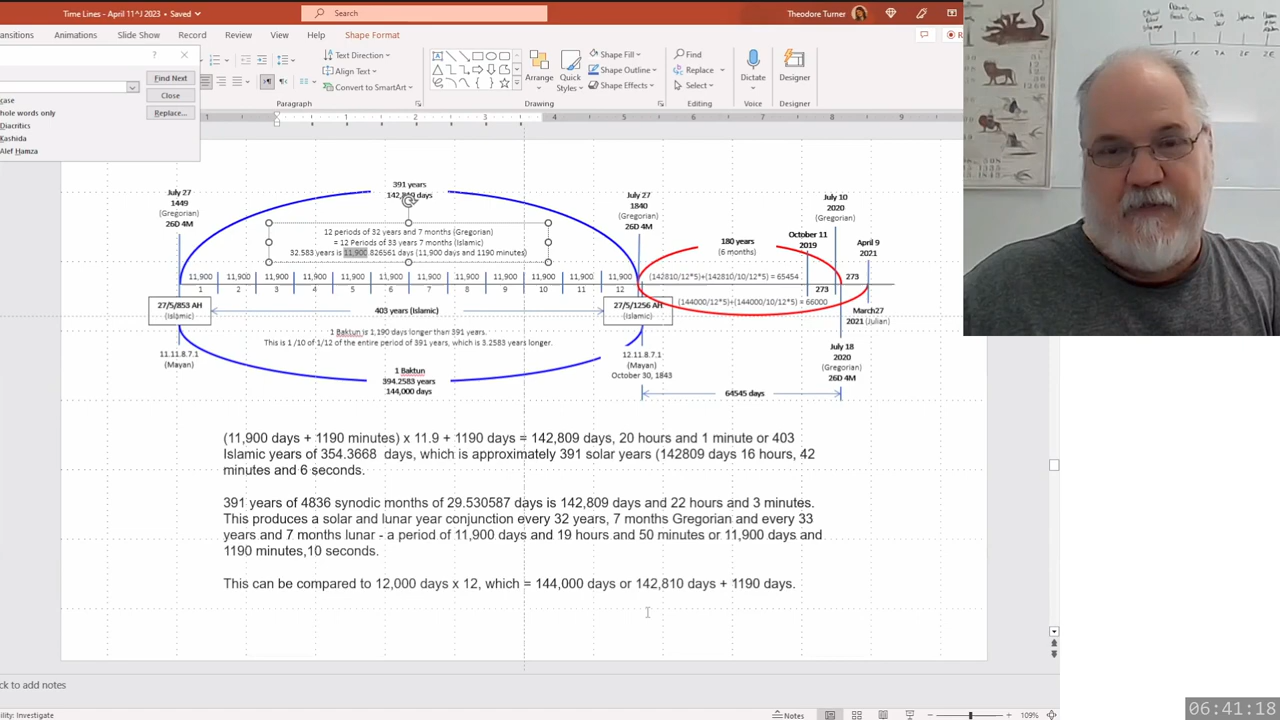 Time Lines - April 11^J 2023 • Saved
Search
Theodore Turner
ansitions
Animations
Slide Show
Record
Review
View
Help
Shape Format
Text Direction
Align Text
Convert to SmartArt
Arrange
Quick
Styles
Shape Fill
Shape Outline
Shape Effects
Find
Replace
Select
Dictate
Designer
Paragraph
Drawing
Editing
Voice
Designer
?
Find Next
Close
Replace...
case
hole words only
Diacritics
Kashida
Alef Hamza
July 27
1449
(Gregorian)
26D 4M
391 years
12 periods of 32 years and 7 months (Gregorian)
= 12 Periods of 33 years 7 months (Islamic)
32.583 years is 11,900.826561 days (11,900 days and 1190 minutes)
July 27
1840
(Gregorian)
26D 4M
180 years
(6 months)
October 11
2019
July 10
2020
(Gregorian)
April 9
2021
11,900 11,900 11,900 11,900 11,900 11,900 11,900 11,900 11,900 11,900 11,900 11,900
1 2 3 4 5 6 7 8 9 10 11 12
(142810/12*5)+(142810/10/12*5) = 65454
273
273
(144000/12*5)+(144000/10/12*5) = 66000
27/5/853 AH
(Islamic)
403 years (Islamic)
27/5/1256 AH
(Islamic)
March27
2021 (Julian)
1 Baktun is 1,190 days longer than 391 years.
This is 1 /10 of 1/12 of the entire period of 391 years, which is 3.2583 years longer.
11.11.8.7.1
(Mayan)
1 Baktun
394.2583 years
144,000 days
12.11.8.7.1
(Mayan)
October 30, 1843
July 18
2020
(Gregorian)
26D 4M
64545 days
(11,900 days + 1190 minutes) x 11.9 + 1190 days = 142,809 days, 20 hours and 1 minute or 403
Islamic years of 354.3668 days, which is approximately 391 solar years (142809 days 16 hours, 42
minutes and 6 seconds.
391 years of 4836 synodic months of 29.530587 days is 142,809 days and 22 hours and 3 minutes.
This produces a solar and lunar year conjunction every 32 years, 7 months Gregorian and every 33
years and 7 months lunar - a period of 11,900 days and 19 hours and 50 minutes or 11,900 days and
1190 minutes,10 seconds.
This can be compared to 12,000 days x 12, which = 144,000 days or 142,810 days + 1190 days.
ck to add notes
ility: Investigate
Notes
109%
06:41:18